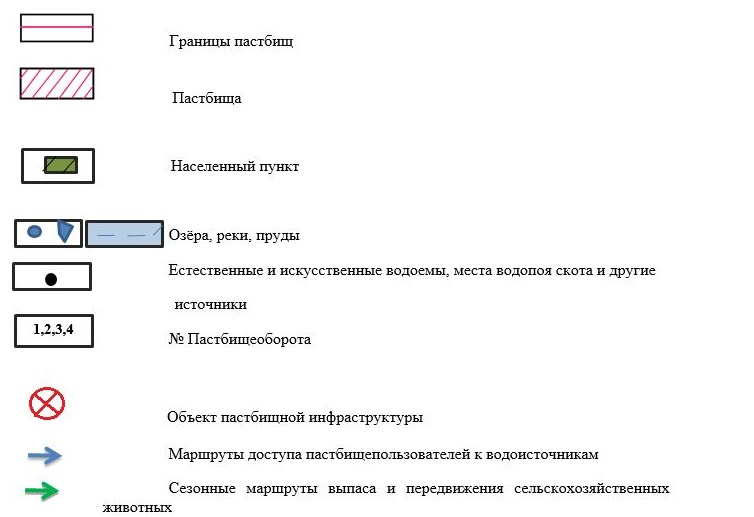 Границы пастбищ
Пастбища
Населенный пункт
Озёра, реки, пруды
Естественные и искусственные водоемы, места водопоя скота и другие
источники
1,2,3,4
№ Пастбищеоборота
Объект пастбищной инфраструктуры
Маршруты доступа пастбищепользователей к водоисточникам
Сезонные маршруты выпаса и передвижения сельскохозяйственных
животных